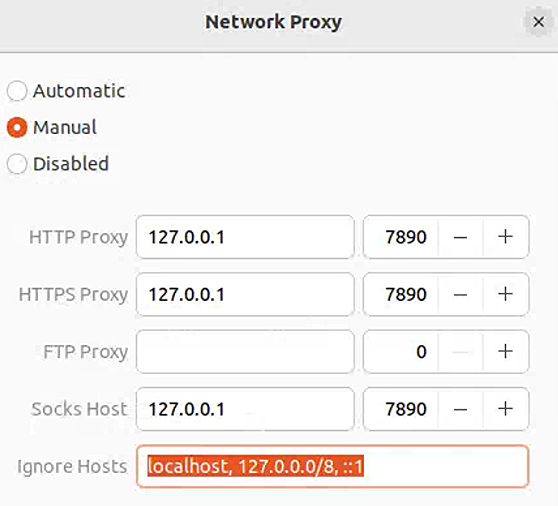 Network Proxy
Automatic
Manual
Disabled
HTTP Proxy 127.0.0.1 7890 − +
HTTPS Proxy 127.0.0.1 7890 − +
FTP Proxy 0 − +
Socks Host 127.0.0.1 7890 − +
Ignore Hosts localhost, 127.0.0.0/8, ::1